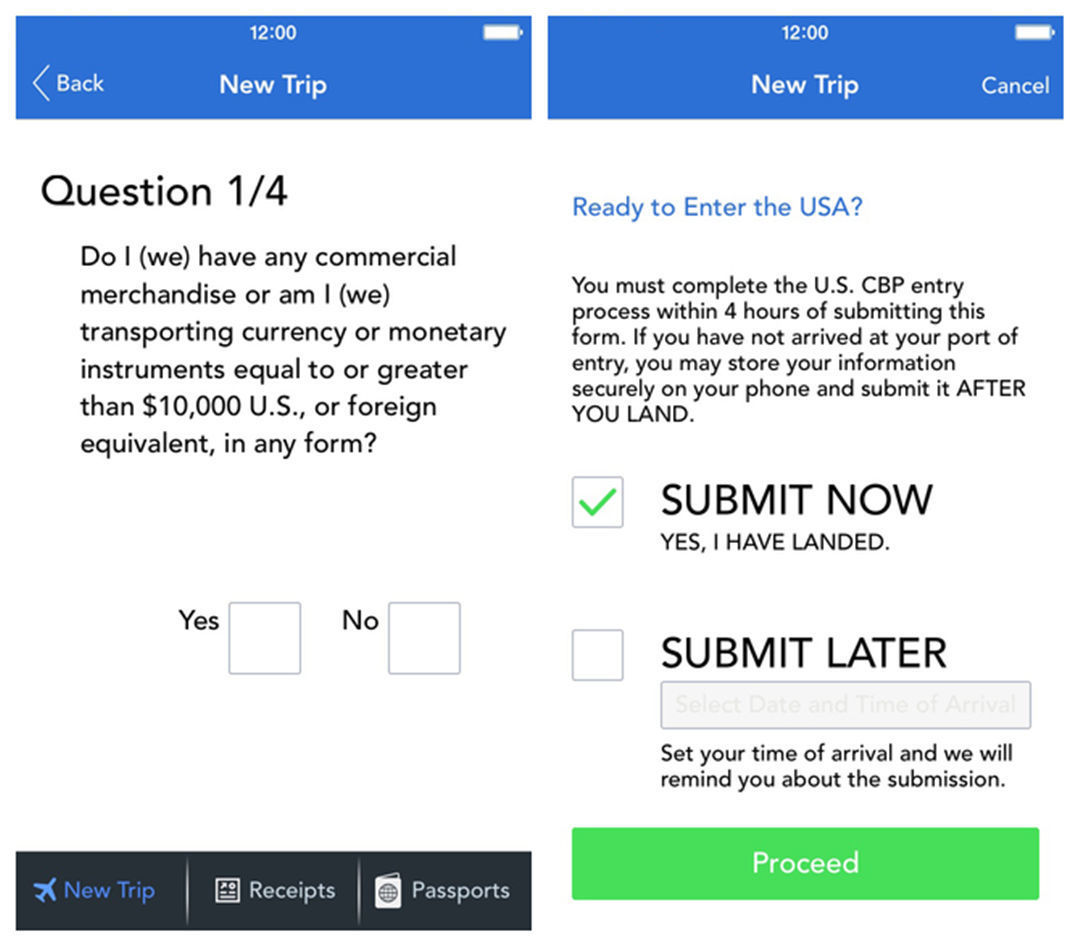 12:00
Back
New Trip
Question 1/4
Do I (we) have any commercial
merchandise or am I (we)
transporting currency or monetary
instruments equal to or greater
than $10,000 U.S., or foreign
equivalent, in any form?
Yes
No
New Trip
Receipts
Passports
12:00
New Trip
Cancel
Ready to Enter the USA?
You must complete the U.S. CBP entry
process within 4 hours of submitting this
form. If you have not arrived at your port of
entry, you may store your information
securely on your phone and submit it AFTER
YOU LAND.
SUBMIT NOW
YES, I HAVE LANDED.
SUBMIT LATER
Select Date and Time of Arrival
Set your time of arrival and we will
remind you about the submission.
Proceed